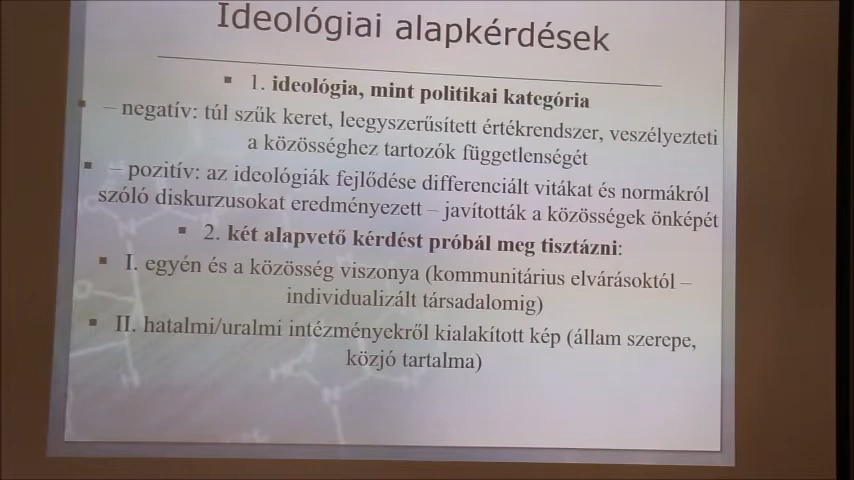 Ideológiai alapkérdések
▪ 1. ideológia, mint politikai kategória
▪ – negatív: túl szűk keret, leegyszerűsített értékrendszer, veszélyezteti
a közösséghez tartozók függetlenségét
▪ – pozitív: az ideológiák fejlődése differenciált vitákat és normákról
szóló diskurzusokat eredményezett – javították a közösségek önképét
▪ 2. két alapvető kérdést próbál meg tisztázni:
▪ I. egyén és a közösség viszonya (kommunitárius elvárásoktól –
individualizált társadalomig)
▪ II. hatalmi/uralmi intézményekről kialakított kép (állam szerepe,
közjó tartalma)